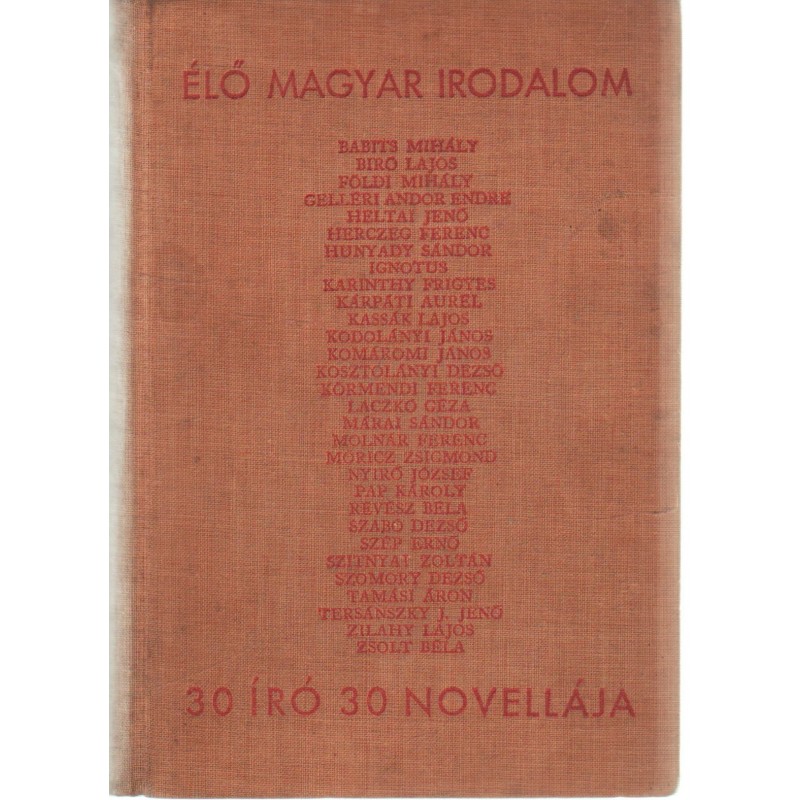 ÉLŐ MAGYAR IRODALOM
BABITS MIHÁLY
BIRÓ LAJOS
FÖLDI MIHÁLY
GELLÉRI ANDOR ENDRE
HELTAI JENŐ
HERCZEG FERENC
HUNYADY SÁNDOR
IGNOTUS
KARINTHY FRIGYES
KÁRPÁTI AURÉL
KASSÁK LAJOS
KODOLÁNYI JÁNOS
KOMÁROMI JÁNOS
KOSZTOLÁNYI DEZSŐ
KÖRMENDI FERENC
LACZKÓ GÉZA
MÁRAI SÁNDOR
MOLNÁR FERENC
MÓRICZ ZSIGMOND
NYIRŐ JÓZSEF
PAP KÁROLY
RÉVÉSZ BÉLA
SZABÓ DEZSŐ
SZÉP ERNŐ
SZITNYAI ZOLTÁN
SZOMORY DEZSŐ
TAMÁSI ÁRON
TERSÁNSZKY J. JENŐ
ZILAHY LAJOS
ZSOLT BÉLA
30 ÍRÓ 30 NOVELLÁJA